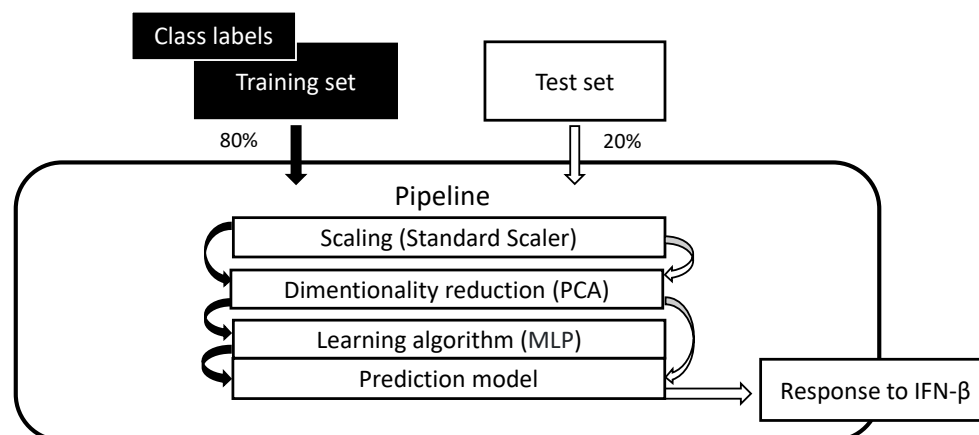 Class labels
Training set
Test set
80%
20%
Pipeline
Scaling (Standard Scaler)
Dimentionality reduction (PCA)
Learning algorithm (MLP)
Prediction model
Response to IFN-β